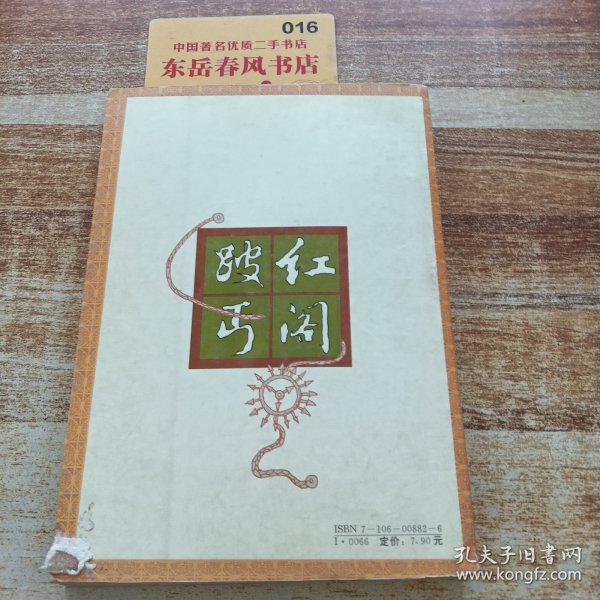 016
中国著名优质二手书店
东岳春风书店
红阁
跛丐
ISBN 7—106—00882—6
I·0066 定价：7.90元
孔夫子旧书网
www.kongfz.com